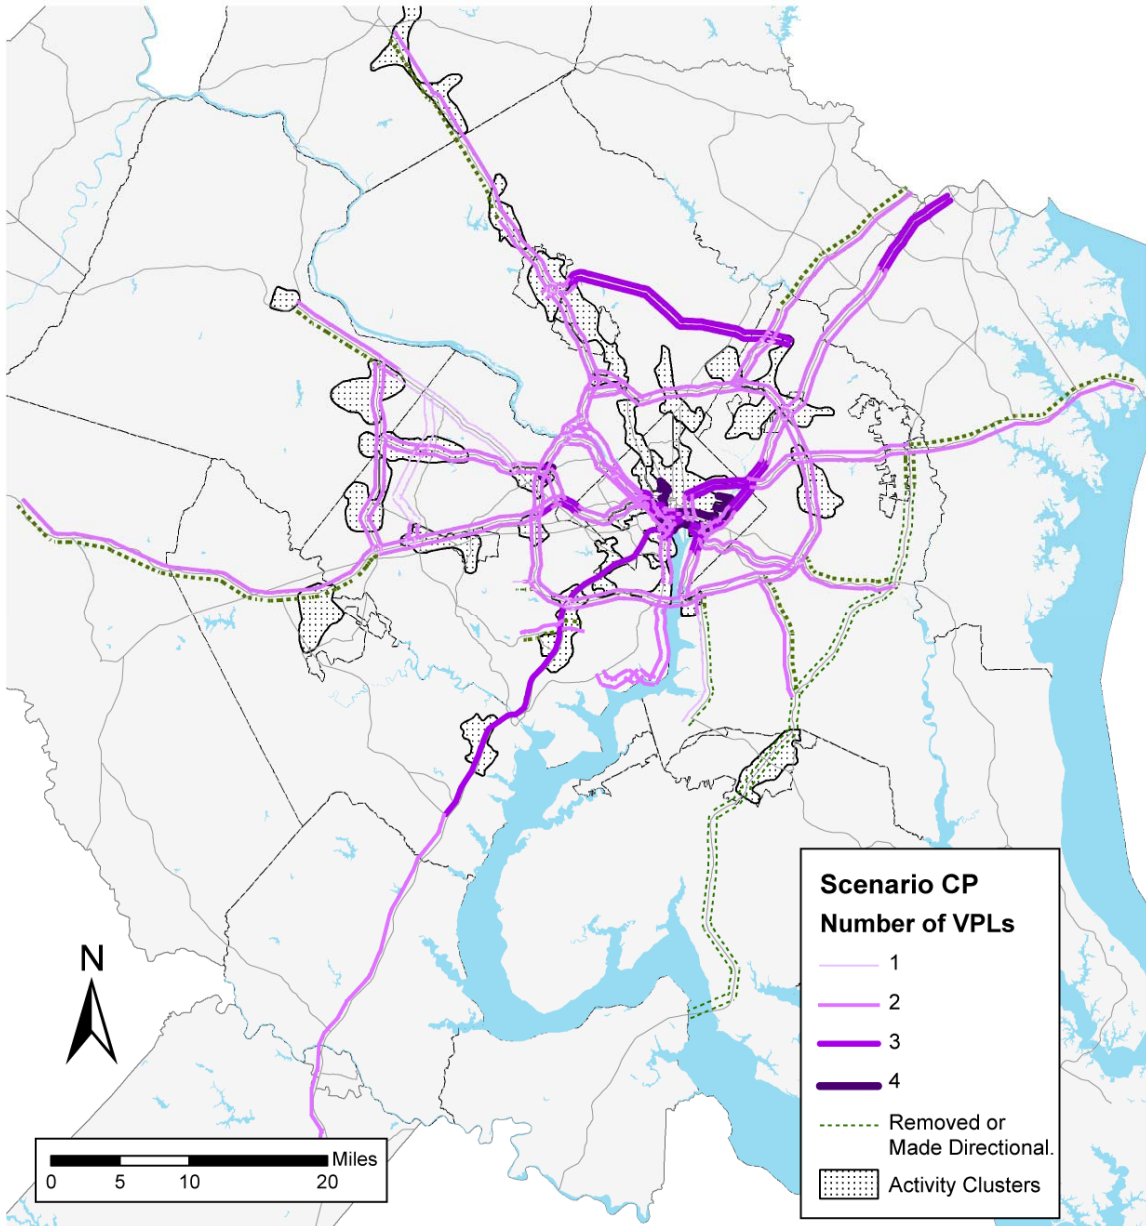 Scenario CP
Number of VPLs
1
2
3
4
Removed or
Made Directional.
Activity Clusters
N
Miles
0 5 10 20